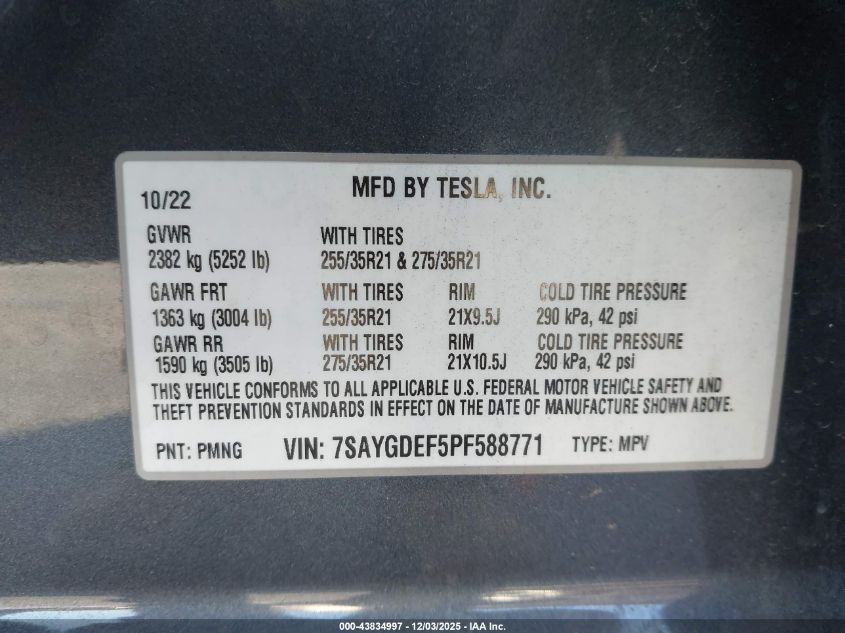 10/22 MFD BY TESLA, INC.
GVWR WITH TIRES
2382 kg (5252 lb) 255/35R21 & 275/35R21
GAWR FRT WITH TIRES RIM COLD TIRE PRESSURE
1363 kg (3004 lb) 255/35R21 21X9.5J 290 kPa, 42 psi
GAWR RR WITH TIRES RIM COLD TIRE PRESSURE
1590 kg (3505 lb) 275/35R21 21X10.5J 290 kPa, 42 psi
THIS VEHICLE CONFORMS TO ALL APPLICABLE U.S. FEDERAL MOTOR VEHICLE SAFETY AND
THEFT PREVENTION STANDARDS IN EFFECT ON THE DATE OF MANUFACTURE SHOWN ABOVE.
PNT: PMNG VIN: 7SAYGDEF5PF588771 TYPE: MPV
000-43834997 - 12/03/2025 - IAA Inc.